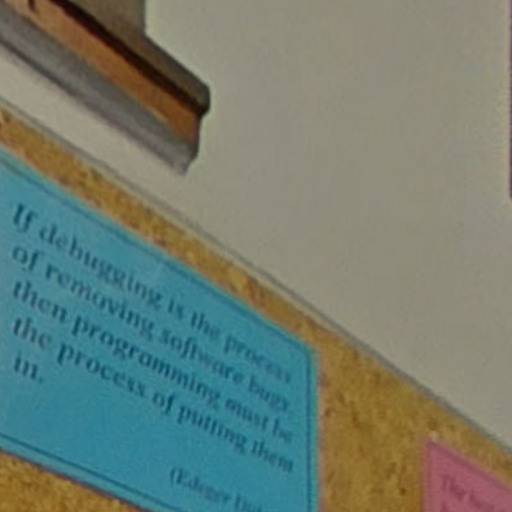 If debugging is the process
of removing software bugs
then programming must be
the process of putting them
in.
(Edsger
The